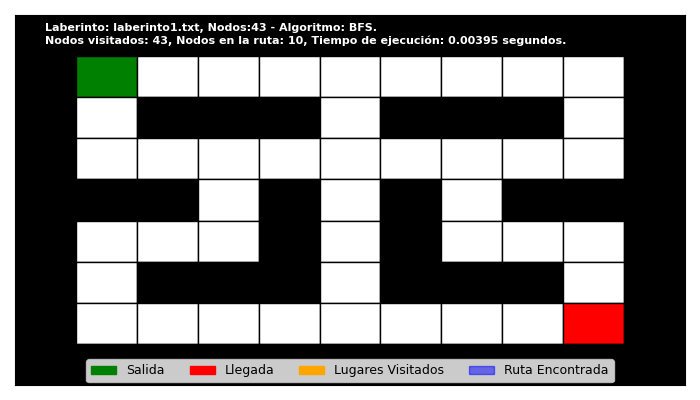 Laberinto: laberinto1.txt, Nodos:43 - Algoritmo: BFS.
Nodos visitados: 43, Nodos en la ruta: 10, Tiempo de ejecución: 0.00395 segundos.
Salida Llegada Lugares Visitados Ruta Encontrada